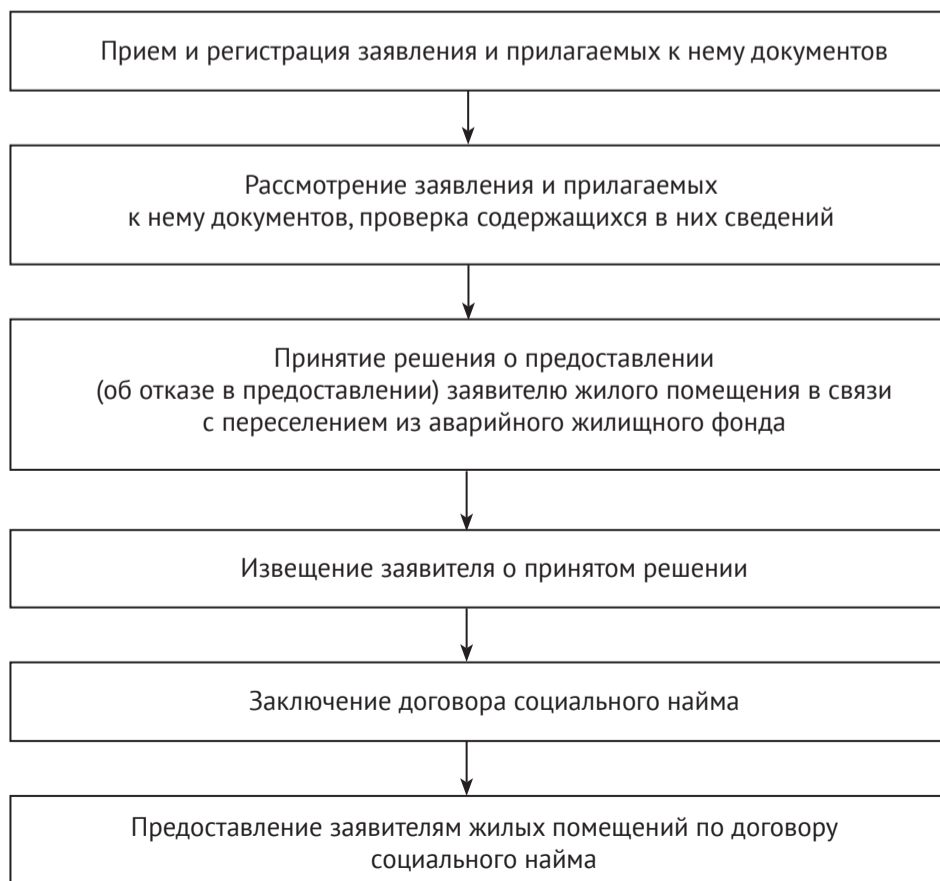 Прием и регистрация заявления и прилагаемых к нему документов
Рассмотрение заявления и прилагаемых
к нему документов, проверка содержащихся в них сведений
Принятие решения о предоставлении
(об отказе в предоставлении) заявителю жилого помещения в связи
с переселением из аварийного жилищного фонда
Извещение заявителя о принятом решении
Заключение договора социального найма
Предоставление заявителям жилых помещений по договору
социального найма